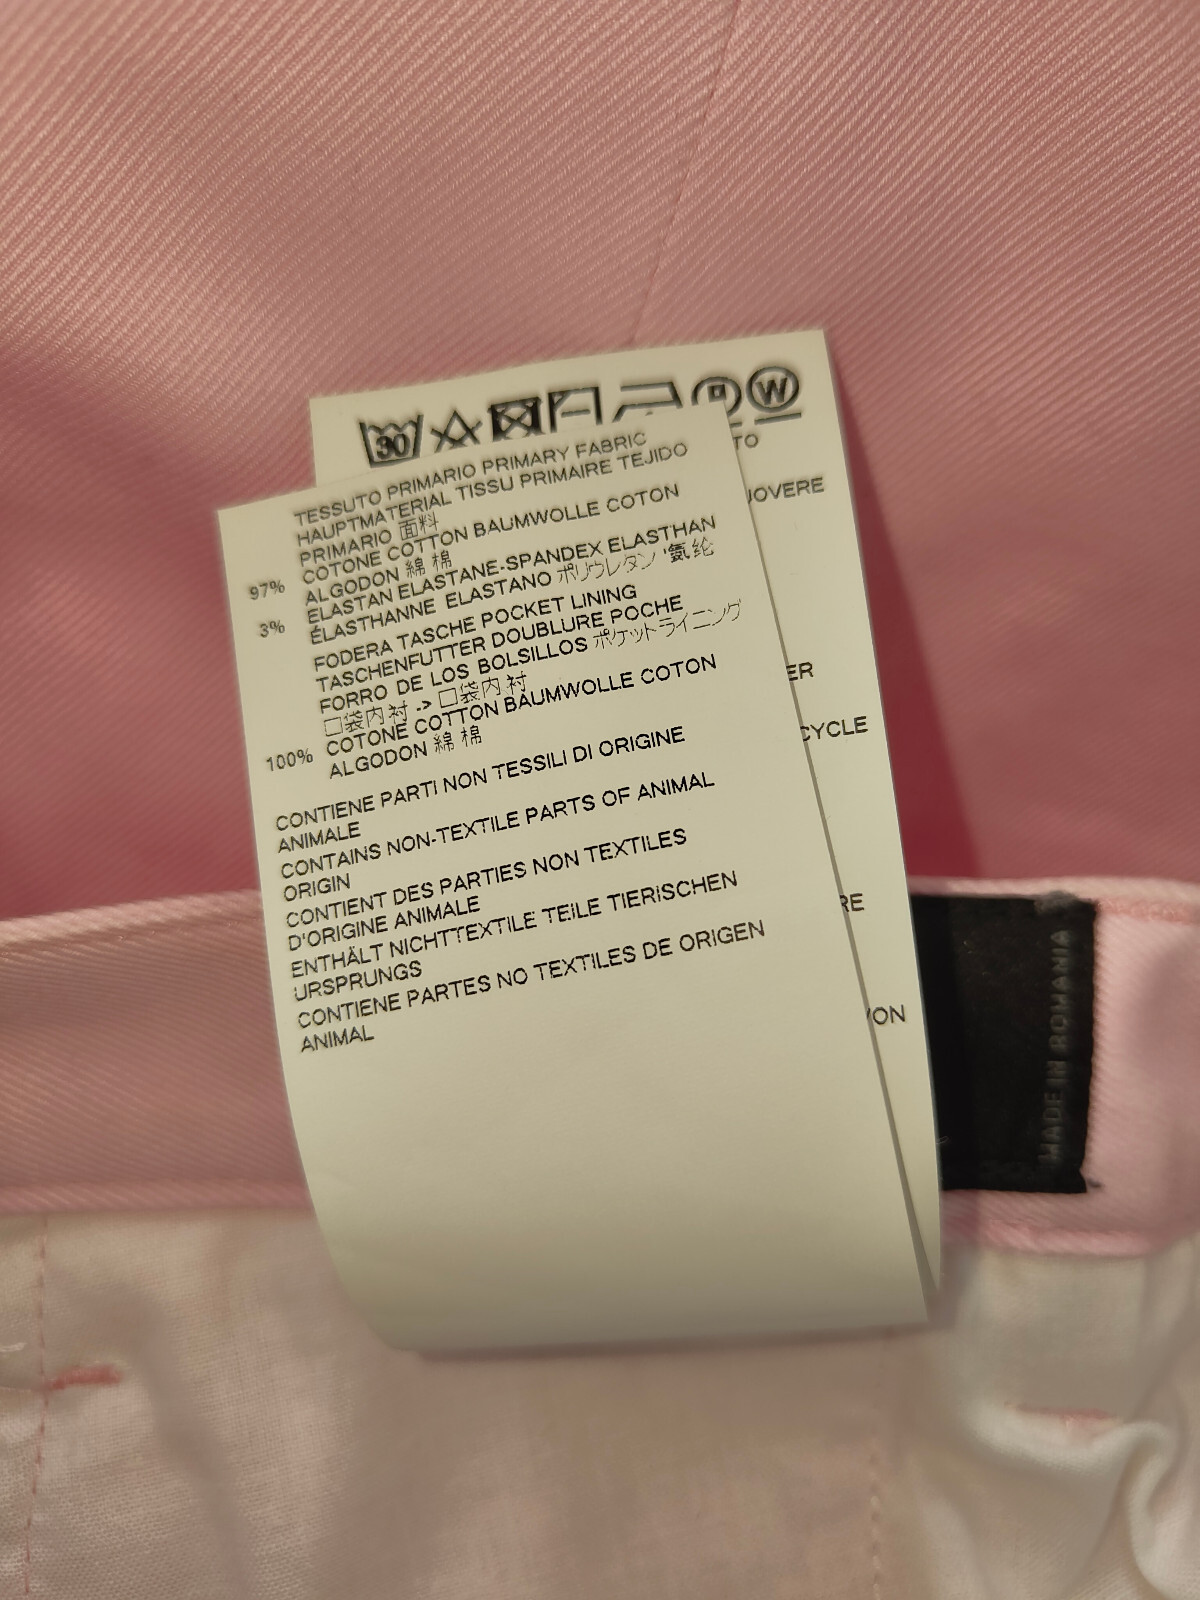 30
W
TO
TESSUTO PRIMARIO PRIMARY FABRIC
HAUPTMATERIAL TISSU PRIMAIRE TEJIDO
PRIMARIO 面料
97% COTONE COTTON BAUMWOLLE COTON
ALGODON 綿 棉
3% ELASTAN ELASTANE-SPANDEX ELASTHAN
ÉLASTHANNE ELASTANO ポリウレタン '氨纶
FODERA TASCHE POCKET LINING
TASCHENFUTTER DOUBLURE POCHE
FORRO DE LOS BOLSILLOS ポケットライニング
口袋内衬 -> 口袋内衬
100% COTONE COTTON BAUMWOLLE COTON
ALGODON 綿 棉
CONTIENE PARTI NON TESSILI DI ORIGINE
ANIMALE
CONTAINS NON-TEXTILE PARTS OF ANIMAL
ORIGIN
CONTIENT DES PARTIES NON TEXTILES
D'ORIGINE ANIMALE
ENTHÄLT NICHTTEXTILE TEILE TIERISCHEN
URSPRUNGS
CONTIENE PARTES NO TEXTILES DE ORIGEN
ANIMAL
OVERE
ER
CYCLE
RE
ON
MADE IN ROMANIA